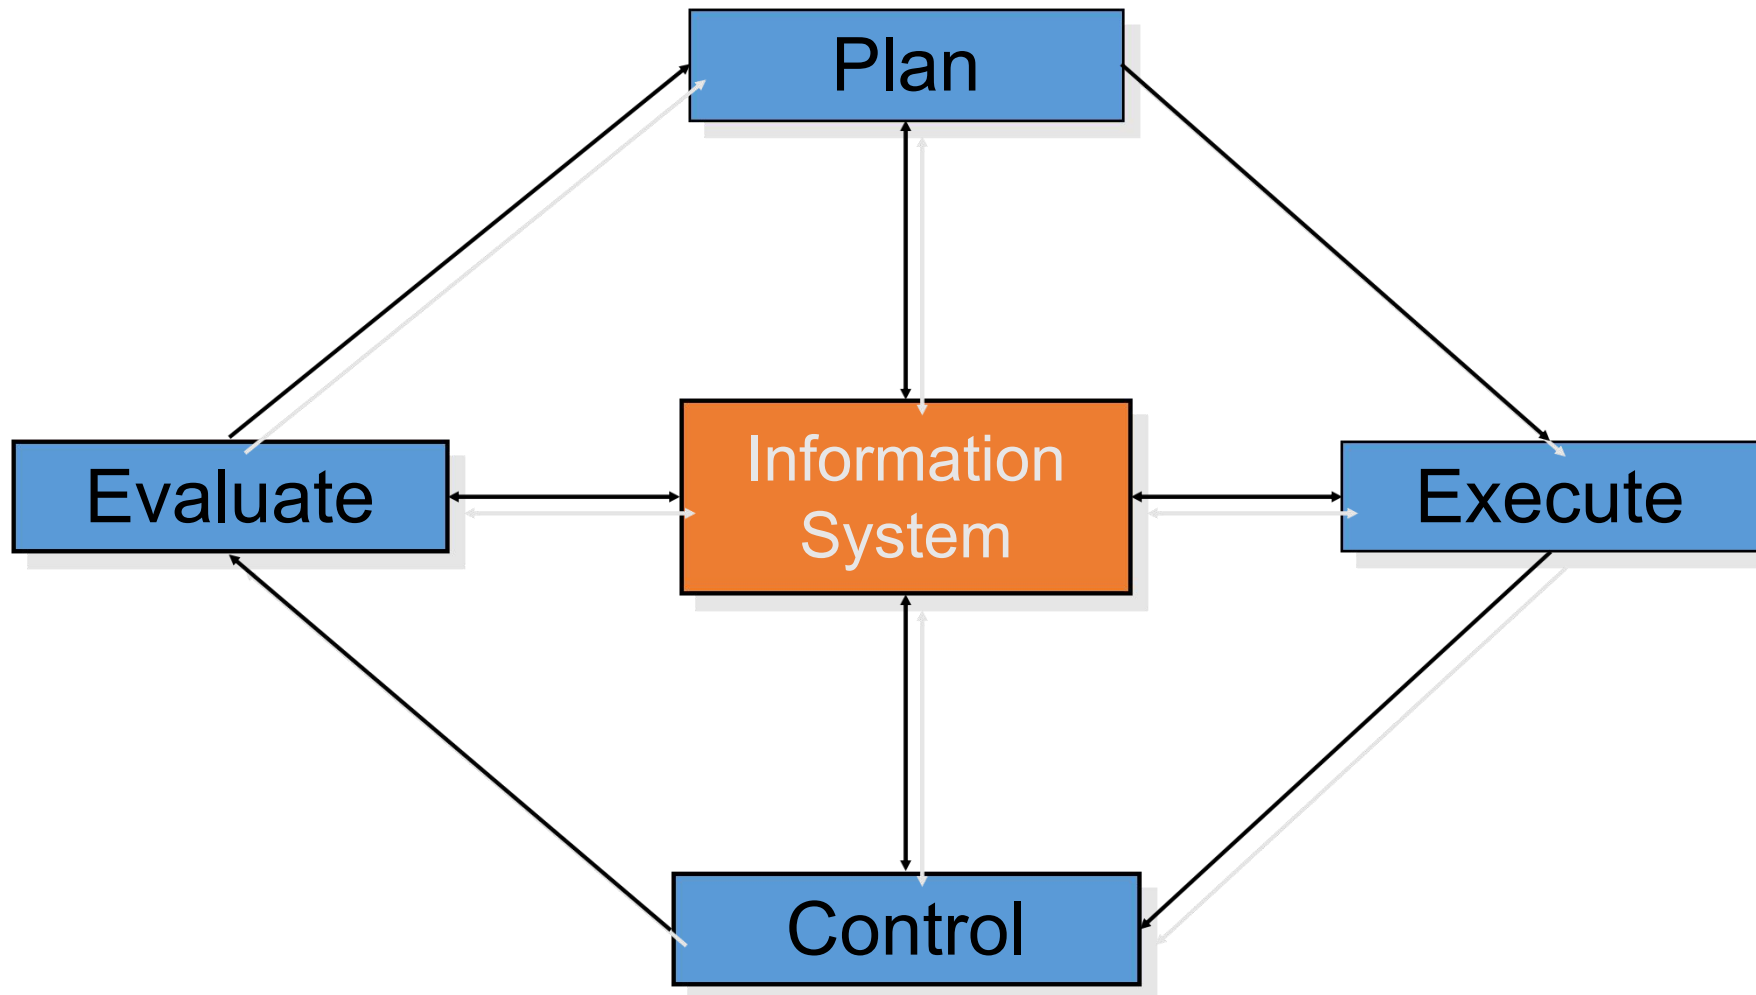 Plan
Evaluate
Information
System
Execute
Control